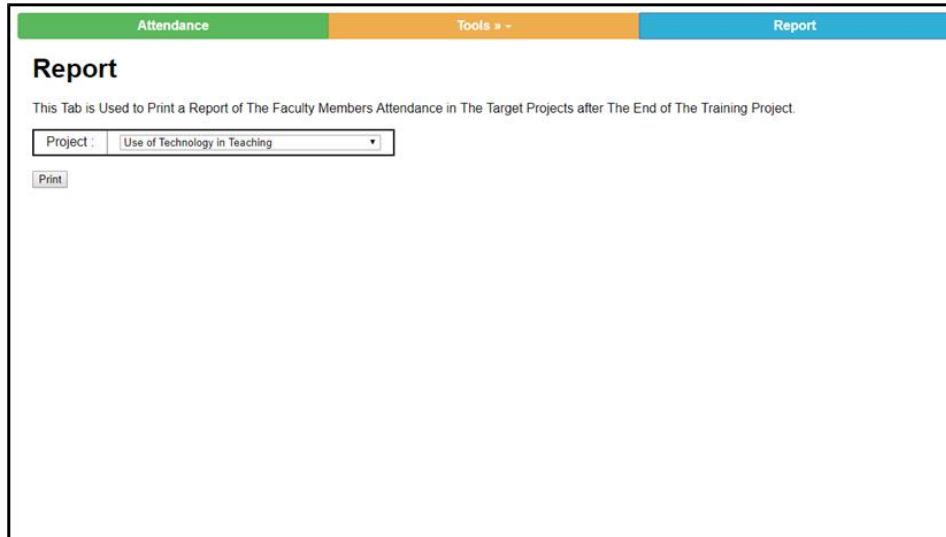 Attendance
Tools » -
Report
Report
This Tab is Used to Print a Report of The Faculty Members Attendance in The Target Projects after The End of The Training Project.
Project :
Use of Technology in Teaching
Print